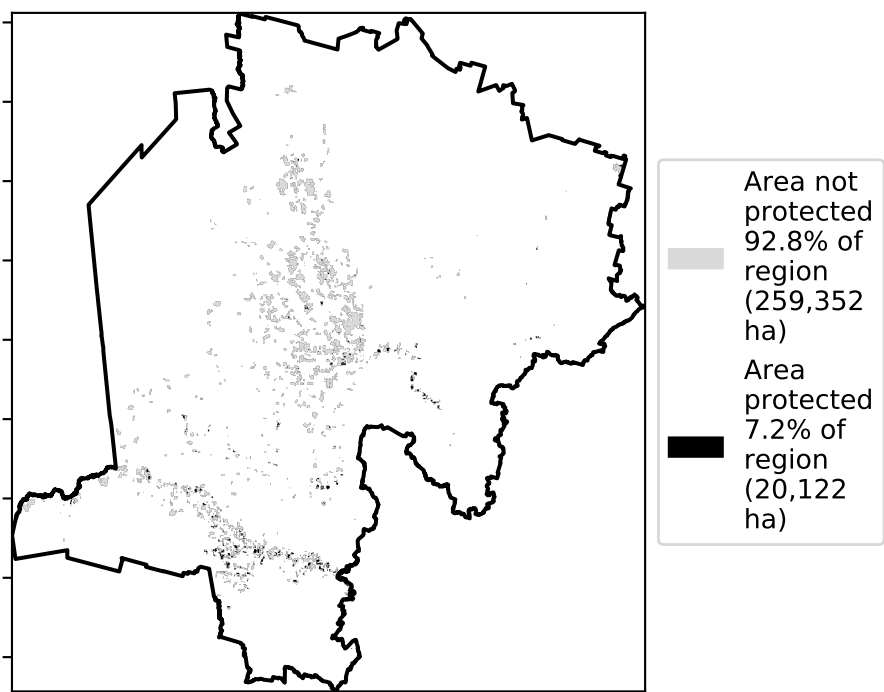 Area not
protected
92.8% of
region
(259,352
ha)
Area
protected
7.2% of
region
(20,122
ha)